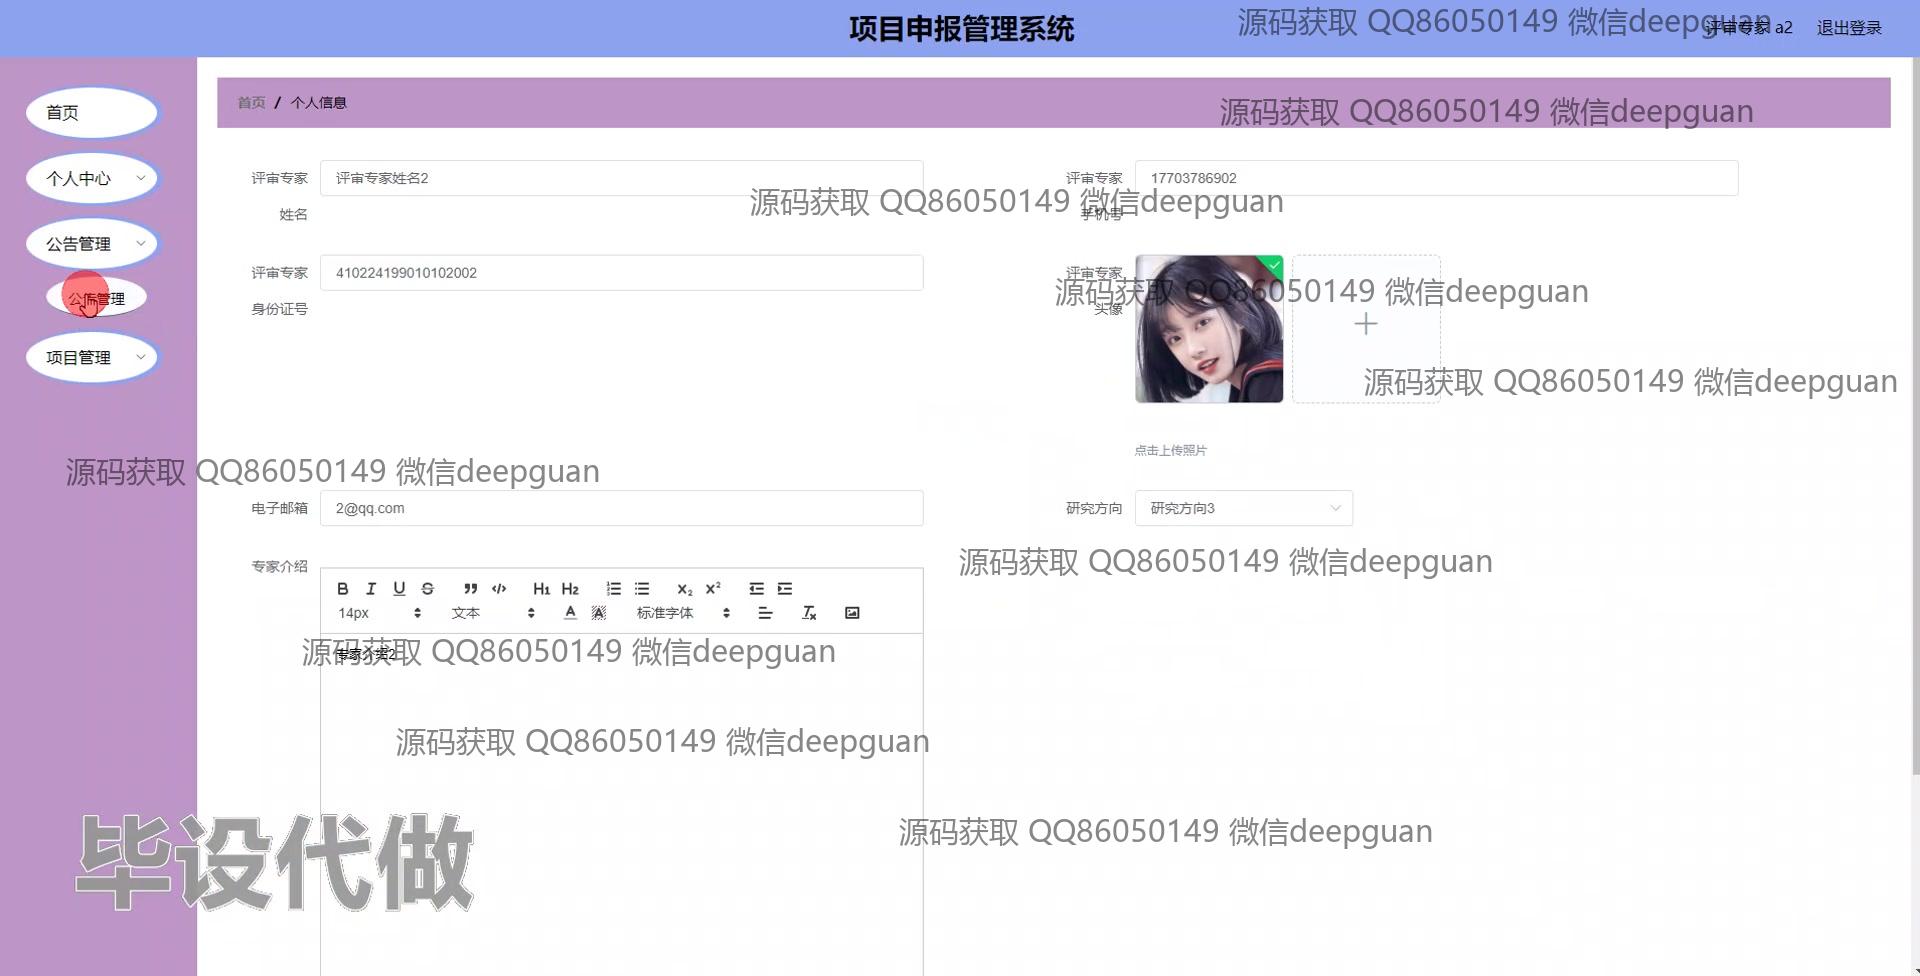 项目申报管理系统
源码获取 QQ86050149 微信deepguan
评审专家 a2
退出登录
首页
首页 / 个人信息
源码获取 QQ86050149 微信deepguan
个人中心
评审专家姓名
评审专家姓名2
评审专家手机号
17703786902
源码获取 QQ86050149 微信deepguan
公告管理
公告管理
评审专家身份证号
410224199010102002
评审专家头像
源码获取 QQ86050149 微信deepguan
项目管理
源码获取 QQ86050149 微信deepguan
点击上传照片
源码获取 QQ86050149 微信deepguan
电子邮箱
2@qq.com
研究方向
研究方向3
源码获取 QQ86050149 微信deepguan
专家介绍
B I U S ” </> H1 H2 X₂ X²
14px 文本 A A 标准字体 Tx
专家介绍2
源码获取 QQ86050149 微信deepguan
源码获取 QQ86050149 微信deepguan
源码获取 QQ86050149 微信deepguan
毕设代做